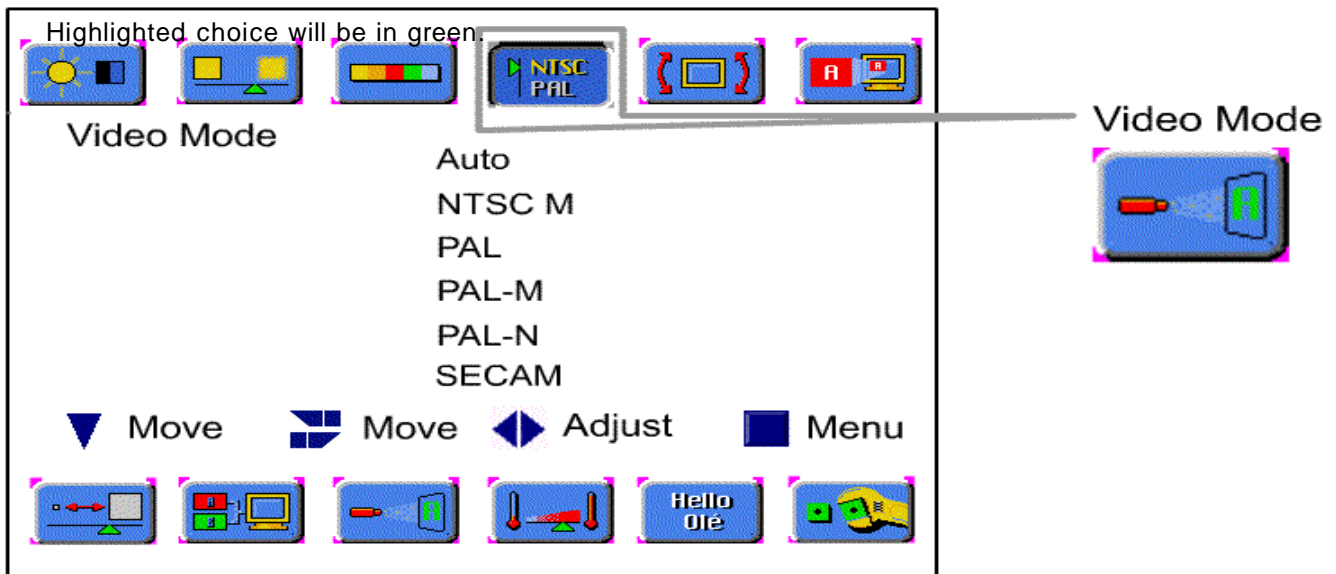 Highlighted choice will be in green.
NTSC
PAL
A
A
Video Mode
Video Mode
A
Auto
NTSC M
PAL
PAL-M
PAL-N
SECAM
Move Move Adjust Menu
A
B
A
Hello
Olé